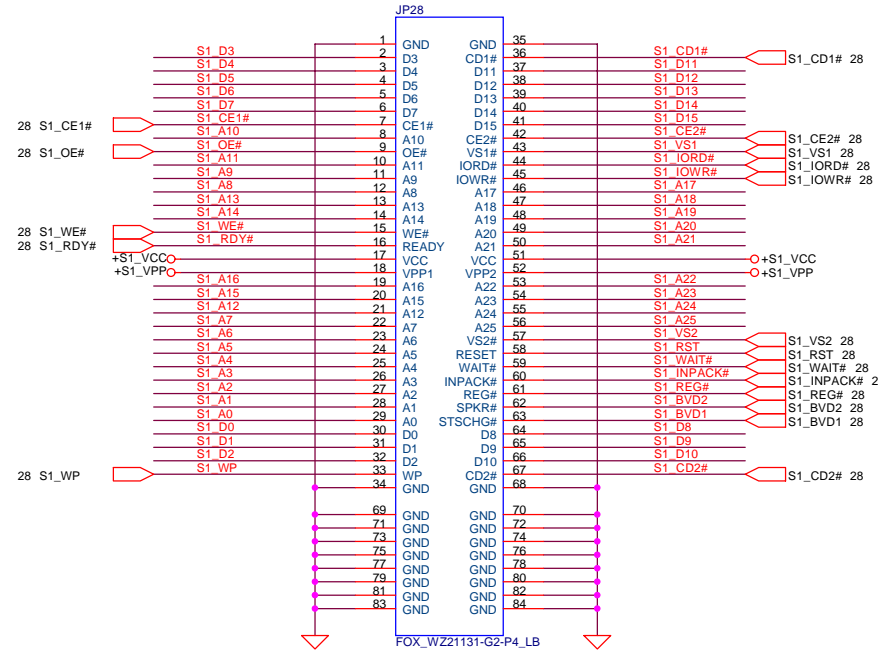 JP28
1 GND GND 35
S1_D3 2 D3 CD1# 36 S1_CD1# S1_CD1# 28
S1_D4 3 D4 D11 37 S1_D11
S1_D5 4 D5 D12 38 S1_D12
S1_D6 5 D6 D13 39 S1_D13
S1_D7 6 D7 D14 40 S1_D14
28 S1_CE1# S1_CE1# 7 CE1# D15 41 S1_D15
S1_A10 8 A10 CE2# 42 S1_CE2# S1_CE2# 28
28 S1_OE# S1_OE# 9 OE# VS1# 43 S1_VS1 S1_VS1 28
S1_A11 10 A11 IORD# 44 S1_IORD# S1_IORD# 28
S1_A9 11 A9 IOWR# 45 S1_IOWR# S1_IOWR# 28
S1_A8 12 A8 A17 46 S1_A17
S1_A13 13 A13 A18 47 S1_A18
S1_A14 14 A14 A19 48 S1_A19
28 S1_WE# S1_WE# 15 WE# A20 49 S1_A20
28 S1_RDY# S1_RDY# 16 READY A21 50 S1_A21
+S1_VCC 17 VCC VCC 51 +S1_VCC
+S1_VPP 18 VPP1 VPP2 52 +S1_VPP
S1_A16 19 A16 A22 53 S1_A22
S1_A15 20 A15 A23 54 S1_A23
S1_A12 21 A12 A24 55 S1_A24
S1_A7 22 A7 A25 56 S1_A25
S1_A6 23 A6 VS2# 57 S1_VS2 S1_VS2 28
S1_A5 24 A5 RESET 58 S1_RST S1_RST 28
S1_A4 25 A4 WAIT# 59 S1_WAIT# S1_WAIT# 28
S1_A3 26 A3 INPACK# 60 S1_INPACK# S1_INPACK# 2
S1_A2 27 A2 REG# 61 S1_REG# S1_REG# 28
S1_A1 28 A1 SPKR# 62 S1_BVD2 S1_BVD2 28
S1_A0 29 A0 STSCHG# 63 S1_BVD1 S1_BVD1 28
S1_D0 30 D0 D8 64 S1_D8
S1_D1 31 D1 D9 65 S1_D9
S1_D2 32 D2 D10 66 S1_D10
28 S1_WP S1_WP 33 WP CD2# 67 S1_CD2# S1_CD2# 28
34 GND GND 68
69 GND GND 70
71 GND GND 72
73 GND GND 74
75 GND GND 76
77 GND GND 78
79 GND GND 80
81 GND GND 82
83 GND GND 84
FOX_WZ21131-G2-P4_LB